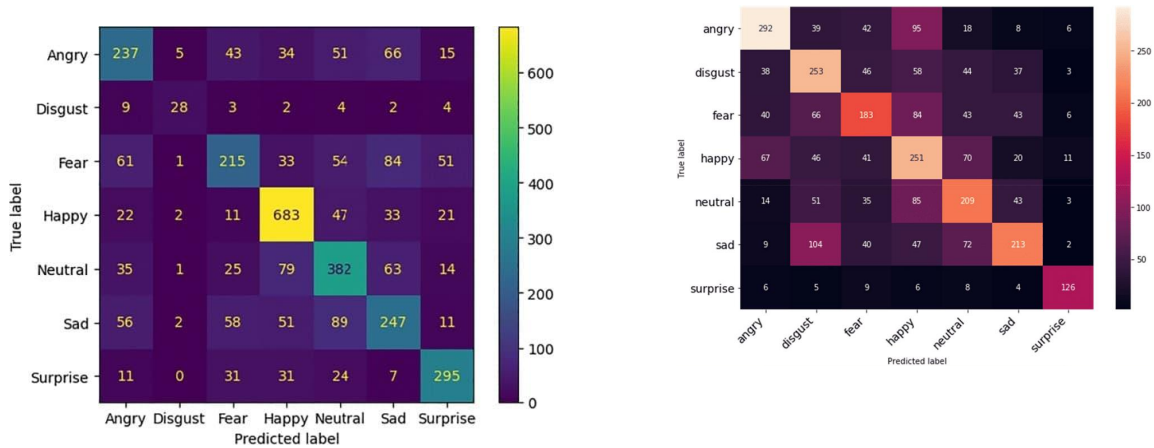 Angry 237 5 43 34 51 66 15
Disgust 9 28 3 2 4 2 4
Fear 61 1 215 33 54 84 51
Happy 22 2 11 683 47 33 21
Neutral 35 1 25 79 382 63 14
Sad 56 2 58 51 89 247 11
Surprise 11 0 31 31 24 7 295
Angry Disgust Fear Happy Neutral Sad Surprise
Predicted label
True label
600
500
400
300
200
100
0
angry 292 39 42 95 18 8 6
disgust 38 253 46 58 44 37 3
fear 40 66 183 84 43 43 6
happy 67 46 41 251 70 20 11
neutral 14 51 35 85 209 43 3
sad 9 104 40 47 72 213 2
surprise 6 5 9 6 8 4 126
angry disgust fear happy neutral sad surprise
Predicted label
True label
250
200
150
100
50